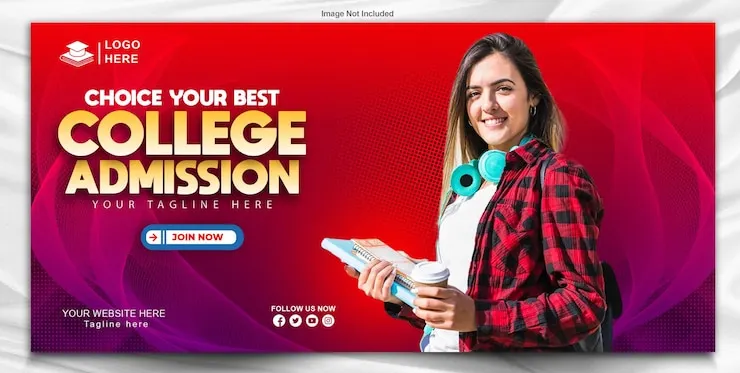 Image Not Included
LOGO
HERE
CHOICE YOUR BEST
COLLEGE
ADMISSION
YOUR TAGLINE HERE
JOIN NOW
YOUR WEBSITE HERE
Tagline here
FOLLOW US NOW